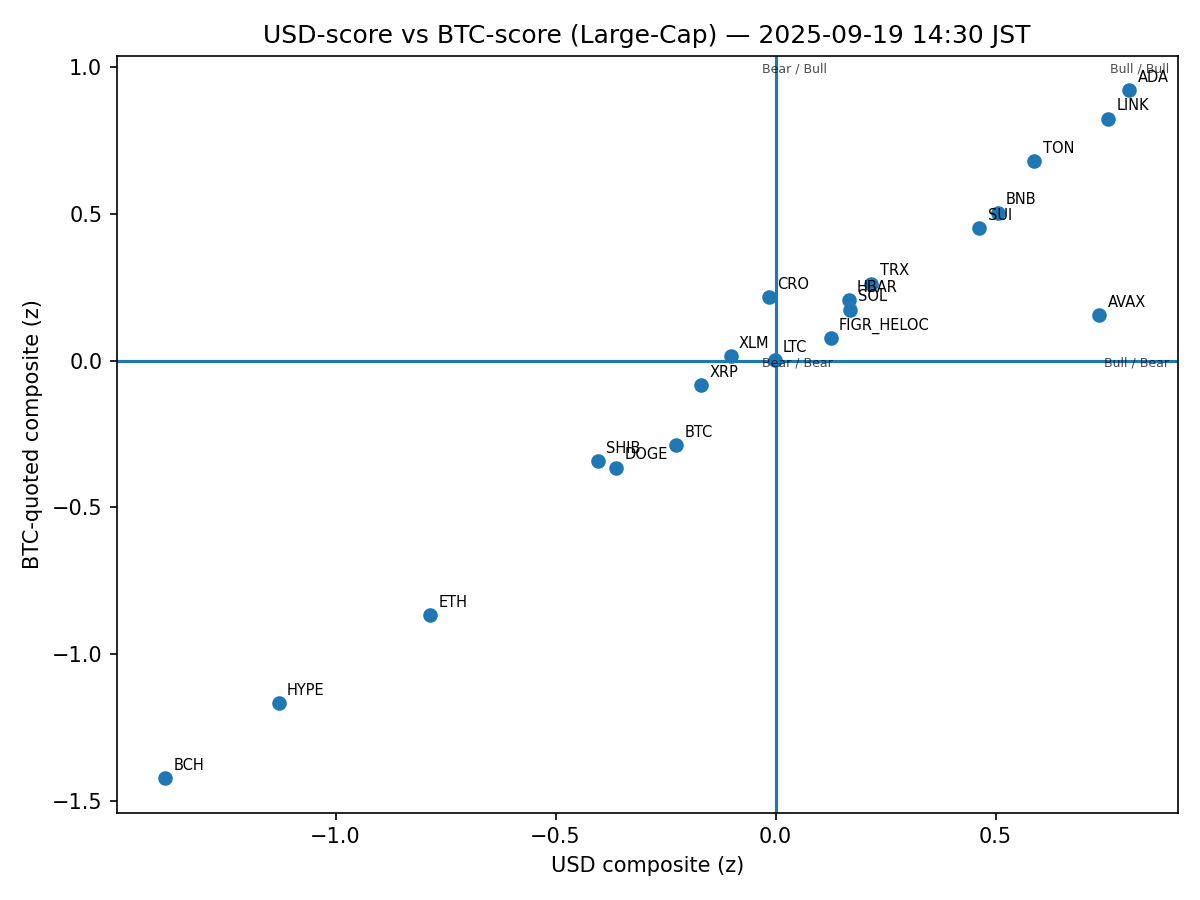 USD-score vs BTC-score (Large-Cap) — 2025-09-19 14:30 JST
Bear / Bull
Bull / Bull
ADA
LINK
TON
BNB
SUI
TRX
HBAR
SOL
CRO
AVAX
FIGR_HELOC
XLM
LTC
Bear / Bear
Bull / Bear
XRP
BTC
SHIB
DOGE
ETH
HYPE
BCH
1.0
0.5
0.0
−0.5
−1.0
−1.5
BTC-quoted composite (z)
−1.0
−0.5
0.0
0.5
USD composite (z)